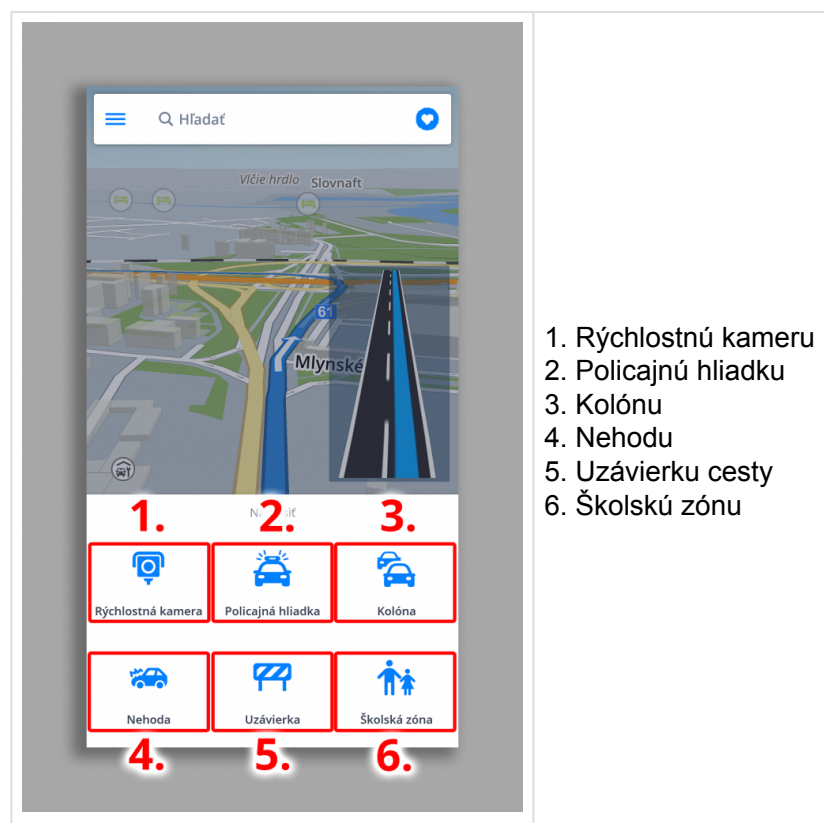 Hľadať
Vlčie hrdlo
Slovnaft
61
Mlynské
1.
2.
3.
Rýchlostná kamera
Policajná hliadka
Kolóna
Nehoda
Uzávierka
Školská zóna
4.
5.
6.
1. Rýchlostnú kameru
2. Policajnú hliadku
3. Kolónu
4. Nehodu
5. Uzávierku cesty
6. Školskú zónu